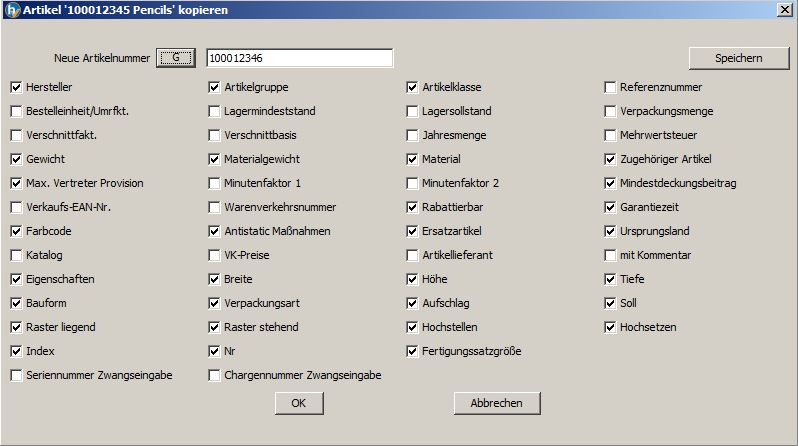 Artikel '100012345 Pencils' kopieren
Neue Artikelnummer G 100012346 Speichern
Hersteller Artikelgruppe Artikelklasse Referenznummer
Bestelleinheit/Umrfkt. Lagermindeststand Lagersollstand Verpackungsmenge
Verschnittfakt. Verschnittbasis Jahresmenge Mehrwertsteuer
Gewicht Materialgewicht Material Zugehöriger Artikel
Max. Vertreter Provision Minutenfaktor 1 Minutenfaktor 2 Mindestdeckungsbeitrag
Verkaufs-EAN-Nr. Warenverkehrsnummer Rabattierbar Garantiezeit
Farbcode Antistatic Maßnahmen Ersatzartikel Ursprungsland
Katalog VK-Preise Artikellieferant mit Kommentar
Eigenschaften Breite Höhe Tiefe
Bauform Verpackungsart Aufschlag Soll
Raster liegend Raster stehend Hochstellen Hochsetzen
Index Nr Fertigungssatzgröße
Seriennummer Zwangseingabe Chargennummer Zwangseingabe
OK Abbrechen